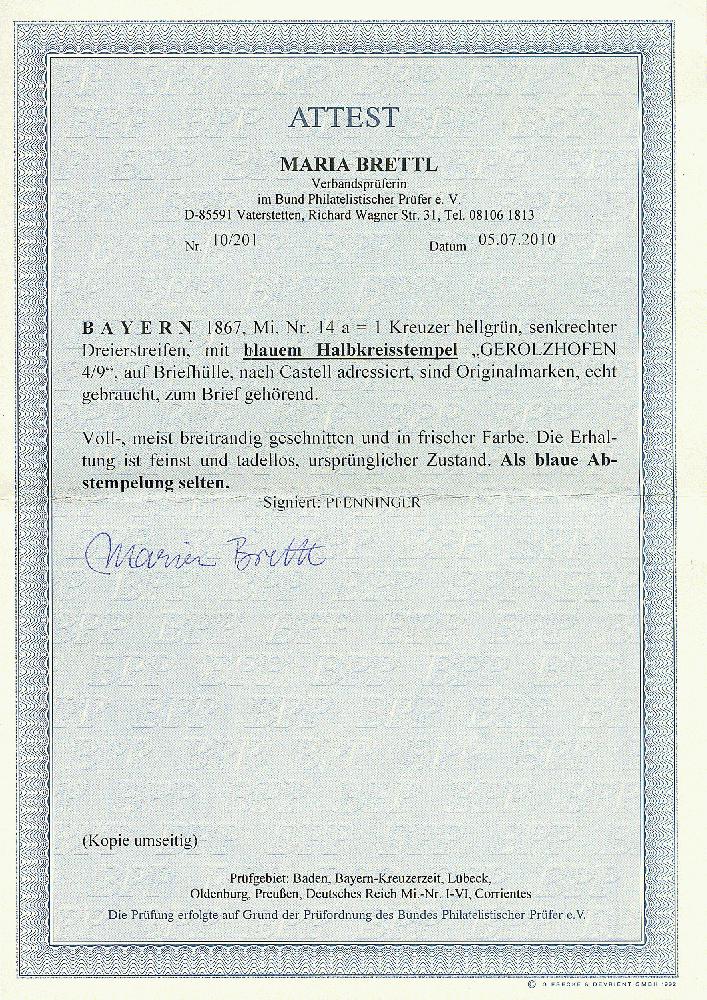 ATTEST
MARIA BRETTL
Verbandsprüferin
im Bund Philatelistischer Prüfer e. V.
D-85591 Vaterstetten, Richard Wagner Str. 31, Tel. 08106 1813
Nr. 10/201 Datum 05.07.2010
BAYERN 1867, Mi. Nr. 14 a = 1 Kreuzer hellgrün, senkrechter
Dreierstreifen, mit blauem Halbkreisstempel „GEROLZHOFEN
4/9“, auf Briefhülle, nach Castell adressiert, sind Originalmarken, echt
gebraucht, zum Brief gehörend.
Voll-, meist breitrandig geschnitten und in frischer Farbe. Die Erhal-
tung ist feinst und tadellos, ursprünglicher Zustand. Als blaue Ab-
stempelung selten.
Signiert: PFENNINGER
Maria Brettl
(Kopie umseitig)
Prüfgebiet: Baden, Bayern-Kreuzerzeit, Lübeck,
Oldenburg, Preußen, Deutsches Reich Mi.-Nr. I-VI, Corrientes
Die Prüfung erfolgte auf Grund der Prüfordnung des Bundes Philatelistischer Prüfer e.V.
© GIESECKE & DEVRIENT GMBH 1992